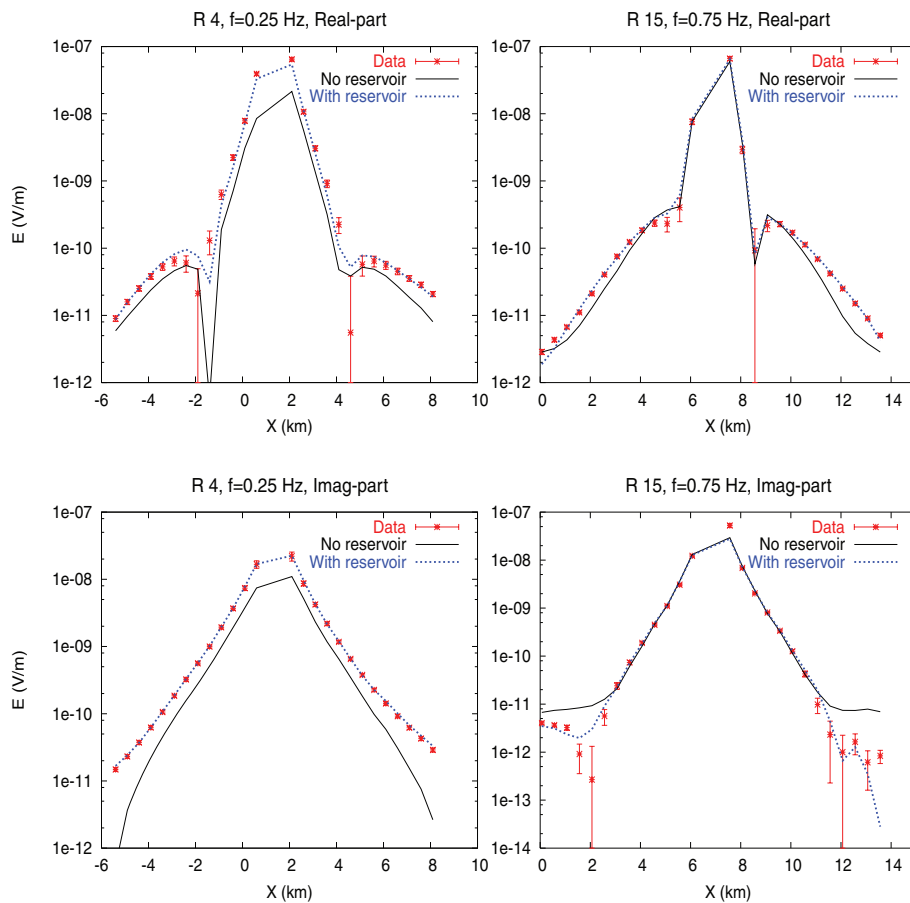 R 4, f=0.25 Hz, Real-part
1e-07
1e-08
1e-09
1e-10
1e-11
1e-12
E (V/m)
-6 -4 -2 0 2 4 6 8 10
X (km)
Data
No reservoir
With reservoir
R 15, f=0.75 Hz, Real-part
1e-07
1e-08
1e-09
1e-10
1e-11
1e-12
0 2 4 6 8 10 12 14
X (km)
Data
No reservoir
With reservoir
R 4, f=0.25 Hz, Imag-part
1e-07
1e-08
1e-09
1e-10
1e-11
1e-12
E (V/m)
-6 -4 -2 0 2 4 6 8 10
X (km)
Data
No reservoir
With reservoir
R 15, f=0.75 Hz, Imag-part
1e-07
1e-08
1e-09
1e-10
1e-11
1e-12
1e-13
1e-14
0 2 4 6 8 10 12 14
X (km)
Data
No reservoir
With reservoir